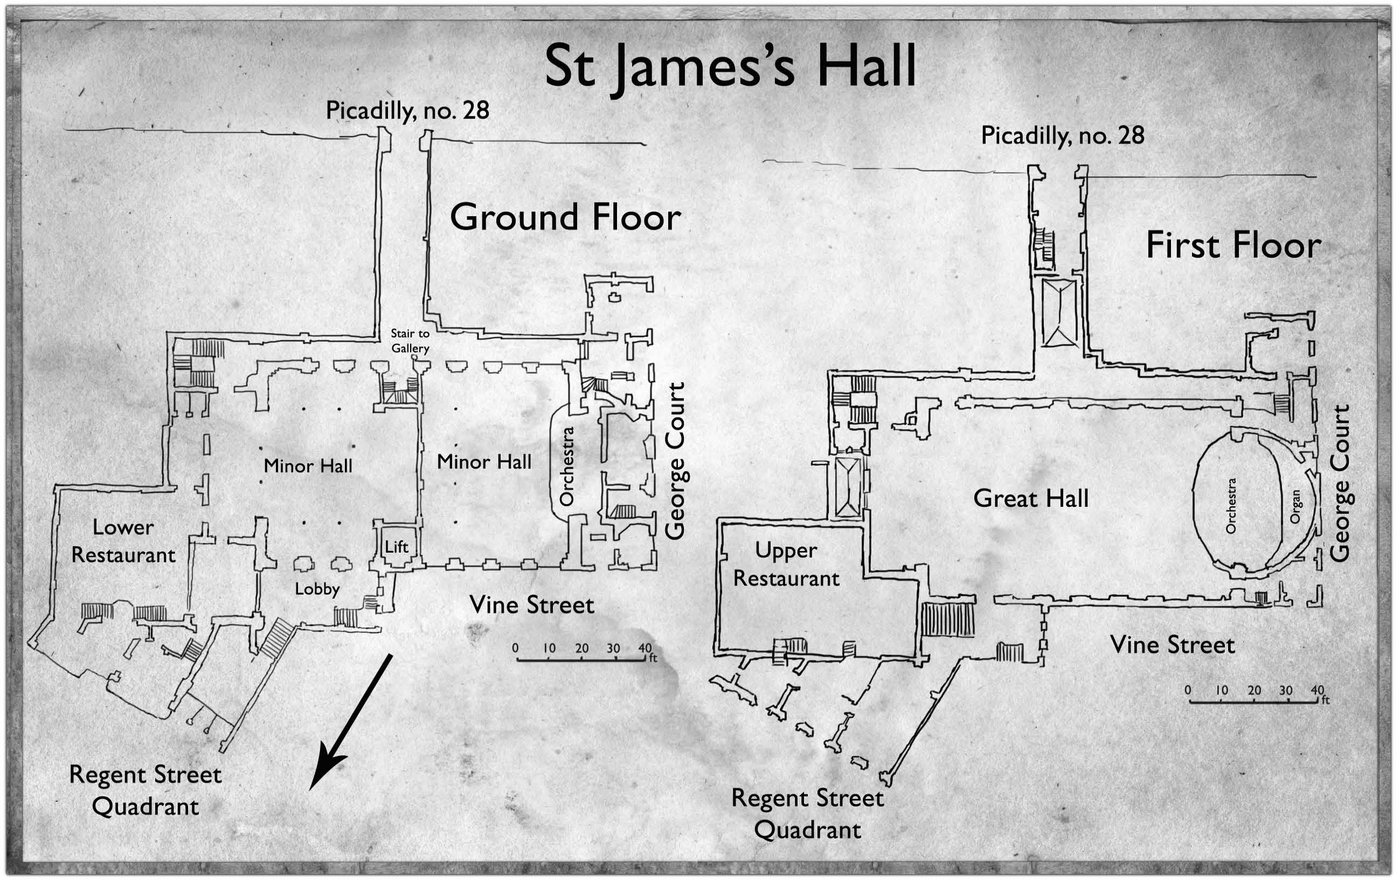 St James's Hall
Picadilly, no. 28
Ground Floor
Stair to
Gallery
Minor Hall
Minor Hall
Orchestra
George Court
Lower
Restaurant
Lift
Lobby
Vine Street
0 10 20 30 40 ft
Regent Street
Quadrant
Picadilly, no. 28
First Floor
Great Hall
Orchestra
Organ
George Court
Upper
Restaurant
Vine Street
0 10 20 30 40 ft
Regent Street
Quadrant